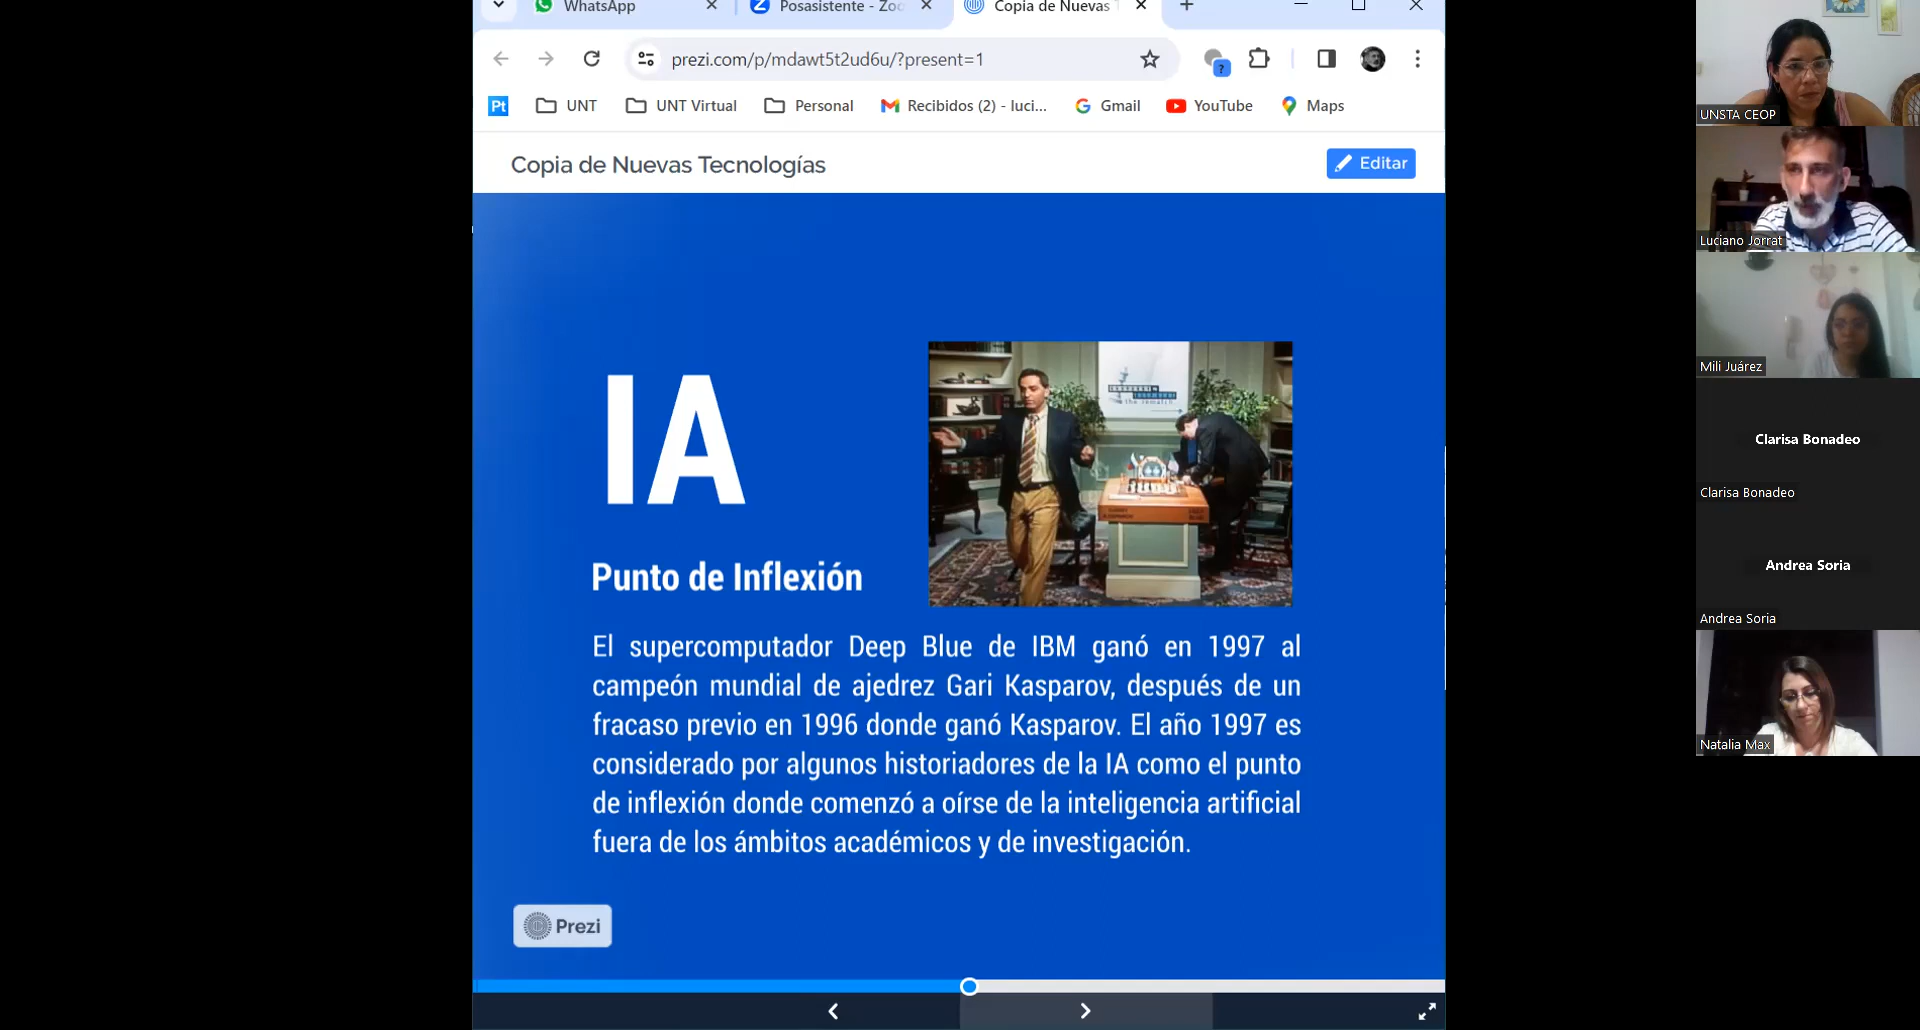 WhatsApp
Posasistente - Zoo
Copia de Nuevas T
prezi.com/p/mdawt5t2ud6u/?present=1
Pt
UNT
UNT Virtual
Personal
Recibidos (2) - luci...
Gmail
YouTube
Maps
Copia de Nuevas Tecnologías
Editar
IA
the rematch
Punto de Inflexión
El supercomputador Deep Blue de IBM ganó en 1997 al
campeón mundial de ajedrez Gari Kasparov, después de un
fracaso previo en 1996 donde ganó Kasparov. El año 1997 es
considerado por algunos historiadores de la IA como el punto
de inflexión donde comenzó a oírse de la inteligencia artificial
fuera de los ámbitos académicos y de investigación.
Prezi
UNSTA CEOP
Luciano Jorrat
Mili Juárez
Clarisa Bonadeo
Clarisa Bonadeo
Andrea Soria
Andrea Soria
Natalia Max